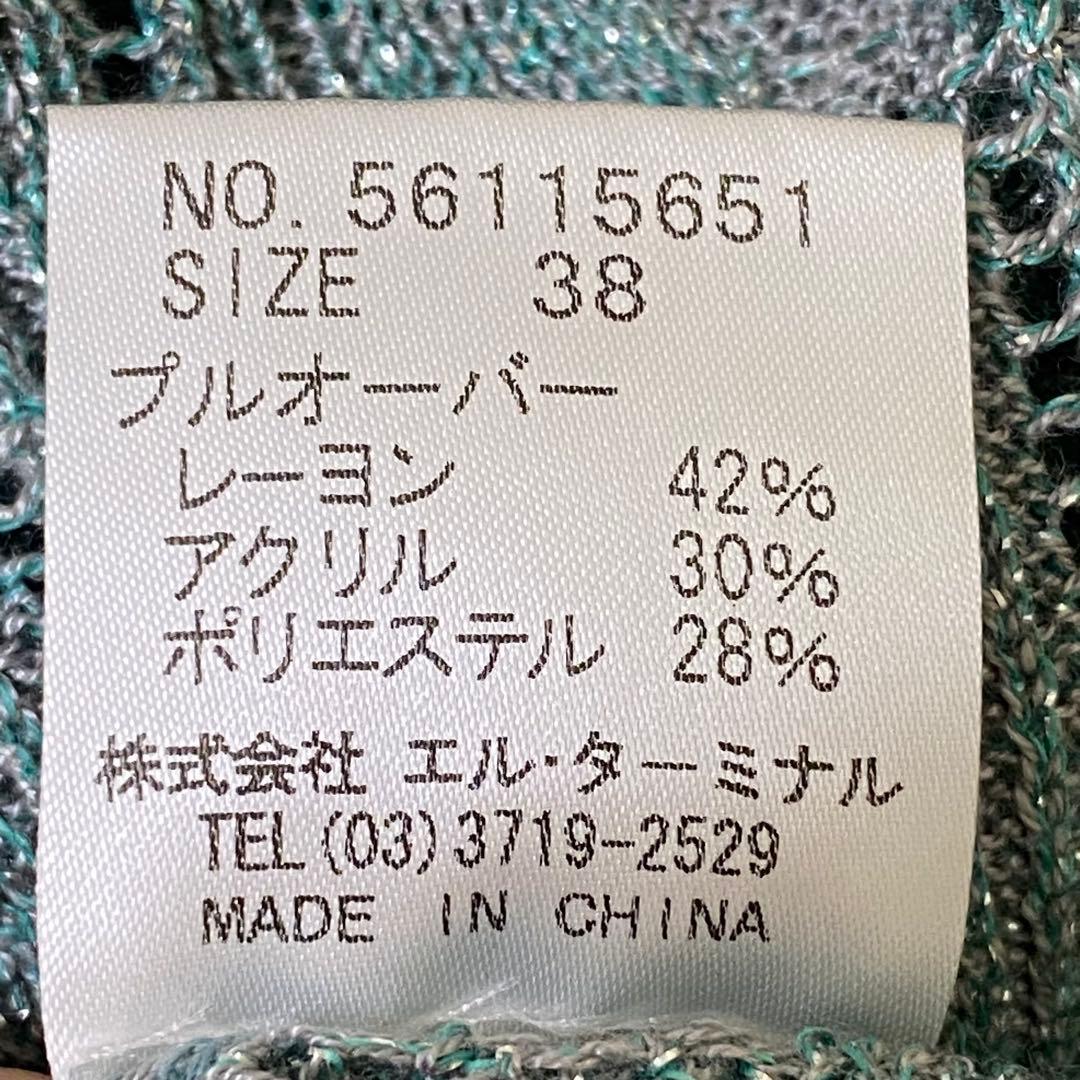 NO. 56115651
SIZE 38
プルオーバー
レーヨン 42%
アクリル 30%
ポリエステル 28%
株式会社 エル・ターミナル
TEL (03) 3719-2529
MADE IN CHINA